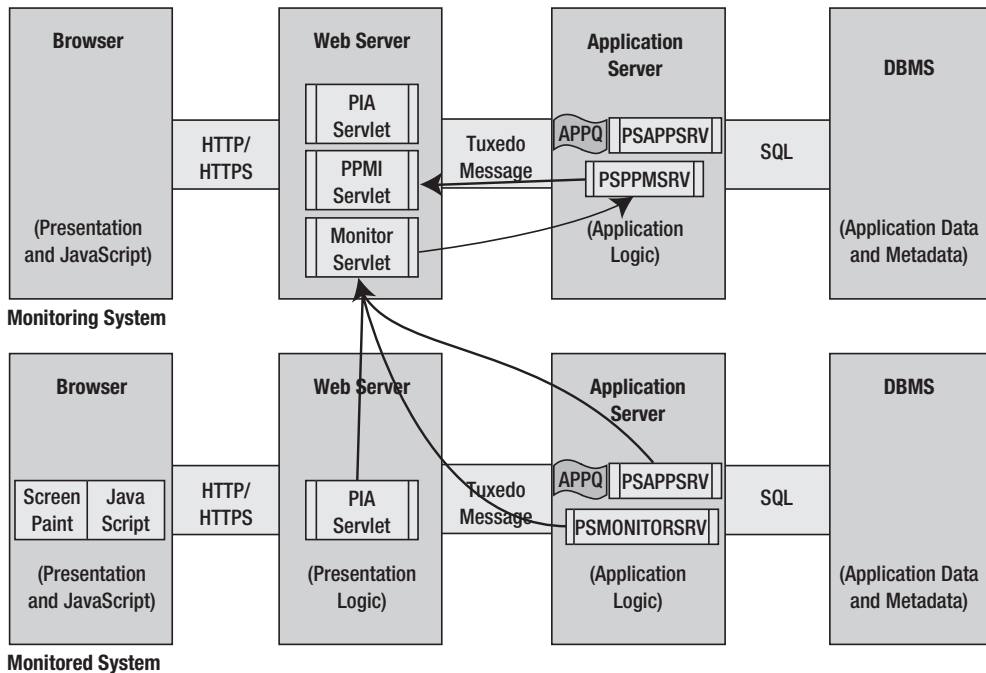 Browser
Web Server
Application
Server
DBMS
PIA
Servlet
HTTP/
HTTPS
PPMI
Servlet
Tuxedo
Message
APPQ
PSAPPSRV
PSPPMSRV
SQL
Monitor
Servlet
(Presentation
and JavaScript)
(Application
Logic)
(Application Data
and Metadata)
Monitoring System
Browser
Web Server
Application
Server
DBMS
Screen
Paint
Java
Script
HTTP/
HTTPS
PIA
Servlet
Tuxedo
Message
APPQ
PSAPPSRV
PSMONITORSRV
SQL
(Presentation
and JavaScript)
(Presentation
Logic)
(Application
Logic)
(Application Data
and Metadata)
Monitored System